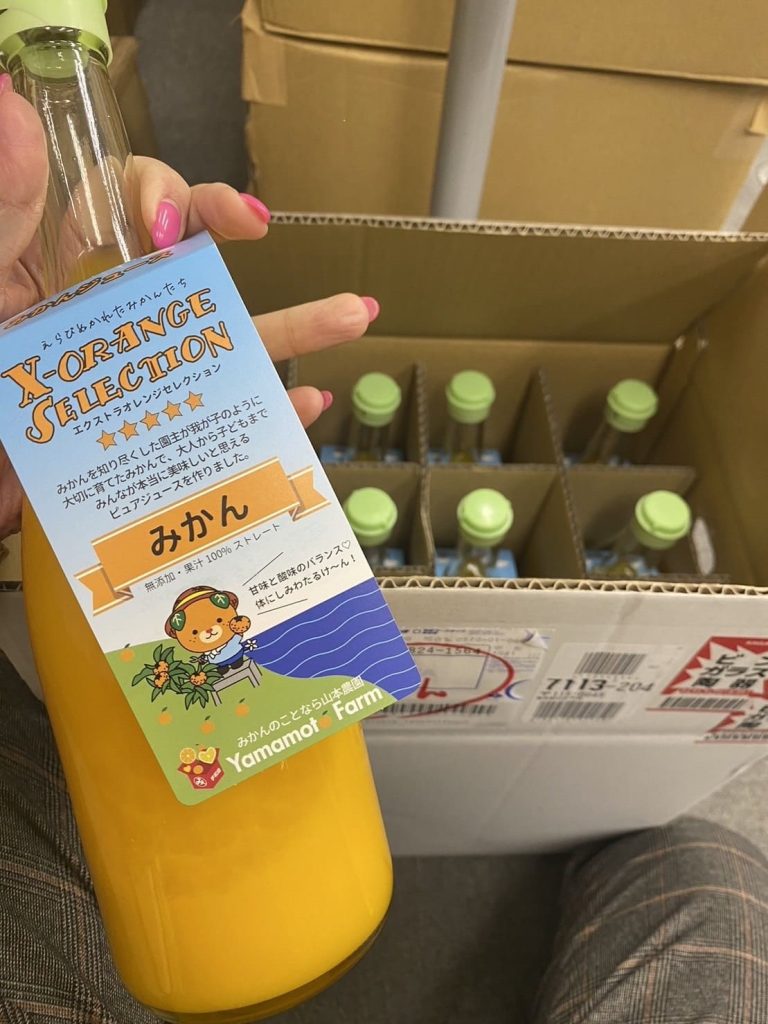 えらびぬかれたみかんたち
X-ORANGE
SELECTION
エクストラオレンジセレクション
みかんを知り尽くした園主が我が子のように
大切に育てたみかんで、大人から子どもまで
みんなが本当に美味しいと思える
ピュアジュースを作りました。
みかん
無添加・果汁100%ストレート
甘味と酸味のバランス♡
体にしみわたるけ〜ん!
みかんのことなら山本農園
Yamamoto Farm
824-1564
7113-204
ビン
ガラス